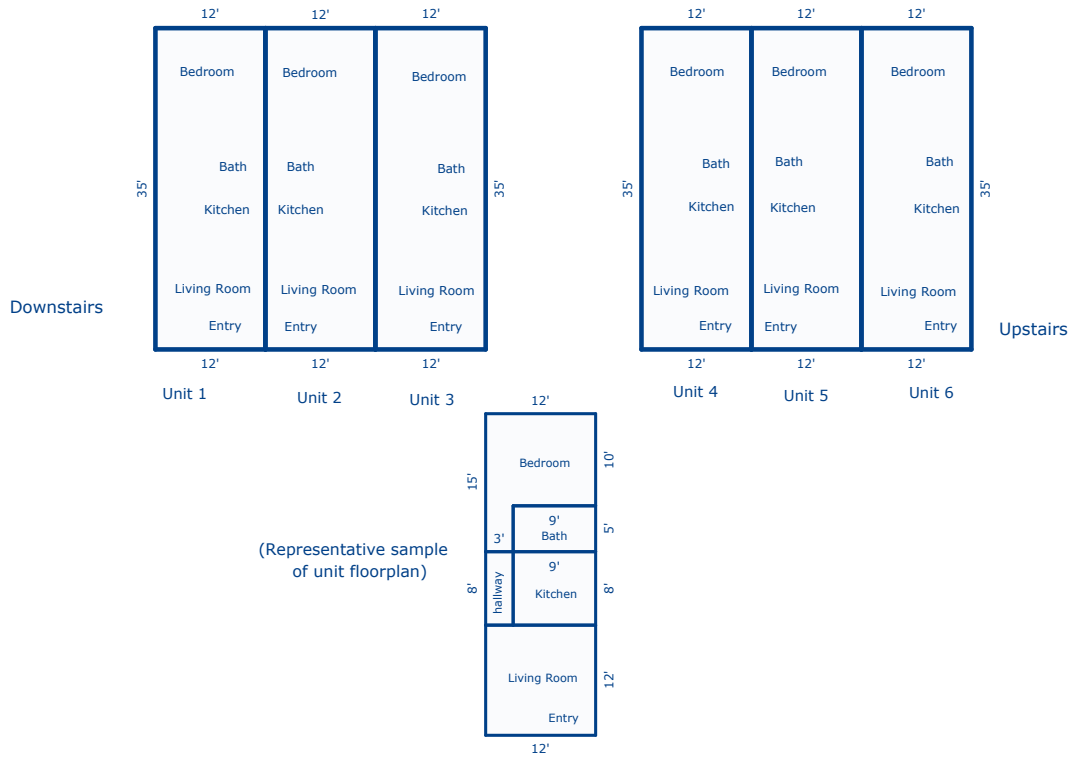 12' 12' 12' 12' 12' 12'
Bedroom Bedroom Bedroom Bedroom Bedroom Bedroom
Bath Bath Bath Bath Bath Bath
35' 35' 35' 35'
Kitchen Kitchen Kitchen Kitchen Kitchen Kitchen
Living Room Living Room Living Room Living Room Living Room Living Room
Downstairs
Entry Entry Entry Entry Entry Entry
Upstairs
12' 12' 12' 12' 12' 12'
Unit 1 Unit 2 Unit 3 Unit 4 Unit 5 Unit 6
12'
Bedroom 10'
15'
9' 5'
3' Bath
(Representative sample
of unit floorplan)
9'
8' hallway Kitchen 8'
Living Room 12'
Entry
12'